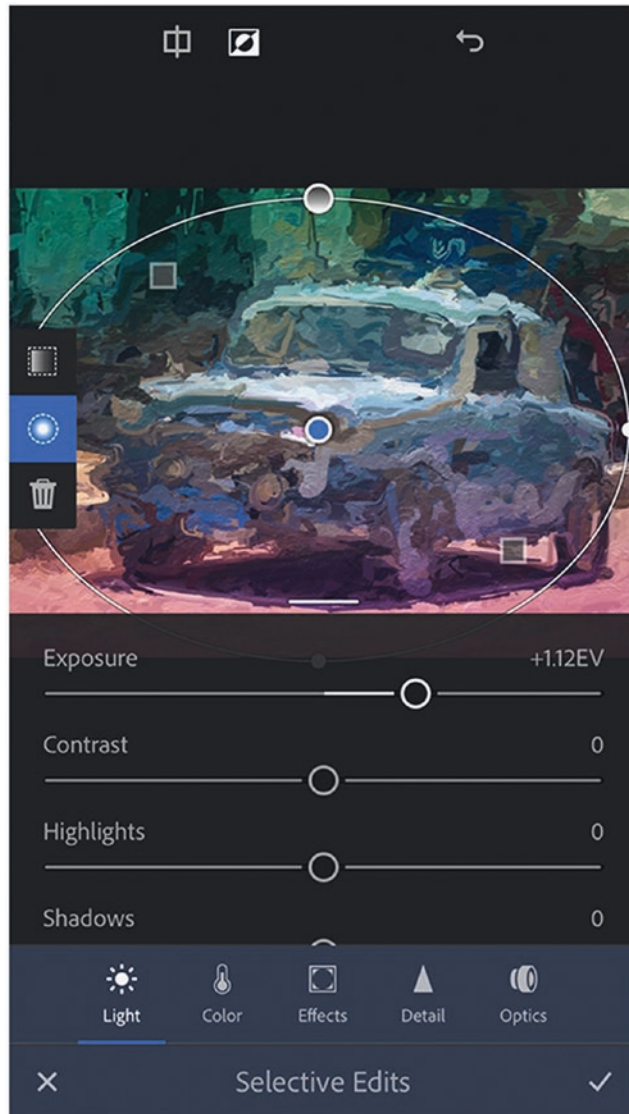 Exposure +1.12EV
Contrast 0
Highlights 0
Shadows 0
Light Color Effects Detail Optics
Selective Edits